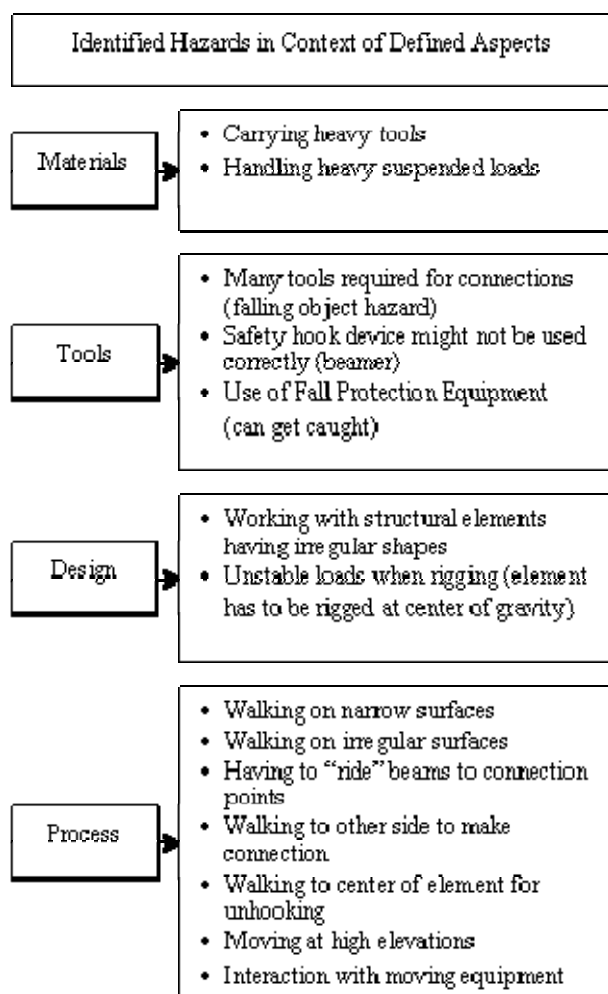 Identified Hazards in Context of Defined Aspects
Materials
• Carrying heavy tools
• Handling heavy suspended loads
Tools
• Many tools required for connections
(falling object hazard)
• Safety hook device might not be used
correctly (beamer)
• Use of Fall Protection Equipment
(can get caught)
Design
• Working with structural elements
having irregular shapes
• Unstable loads when rigging (element
has to be rigged at center of gravity)
Process
• Walking on narrow surfaces
• Walking on irregular surfaces
• Having to “ride” beams to connection
points
• Walking to other side to make
connection
• Walking to center of element for
unhooking
• Moving at high elevations
• Interaction with moving equipment